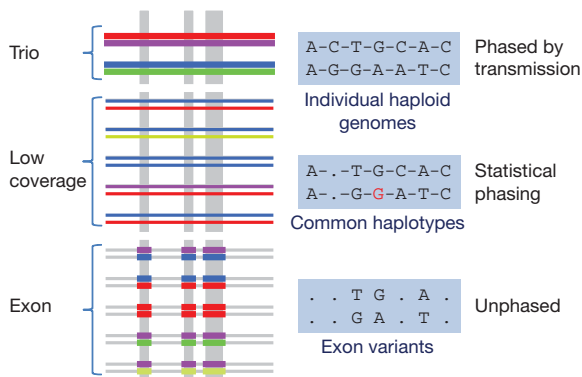 Trio
A-C-T-G-C-A-C
A-G-G-A-A-T-C
Phased by
transmission
Individual haploid
genomes
Low
coverage
A-.-T-G-C-A-C
A-.-G-G-A-T-C
Statistical
phasing
Common haplotypes
Exon
. . T G . A .
. . G A . T .
Unphased
Exon variants